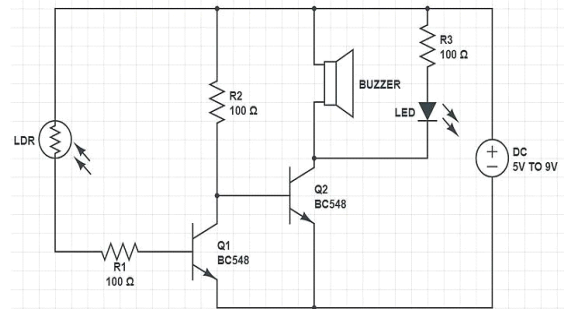 R3
100 Ω
R2
100 Ω
BUZZER
LED
LDR
+
−
DC
5V TO 9V
Q2
BC548
Q1
BC548
R1
100 Ω